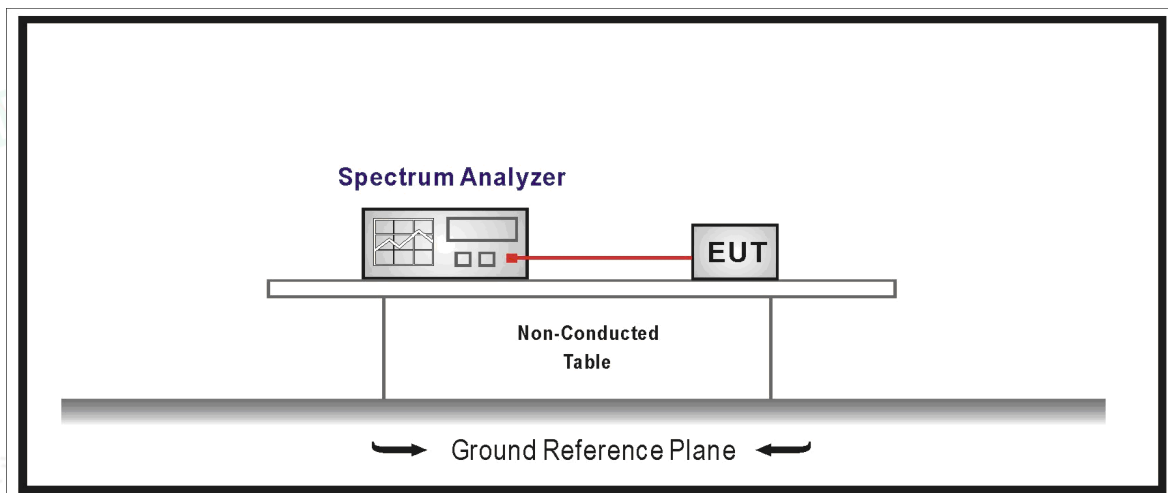 Spectrum Analyzer
EUT
Non-Conducted
Table
Ground Reference Plane